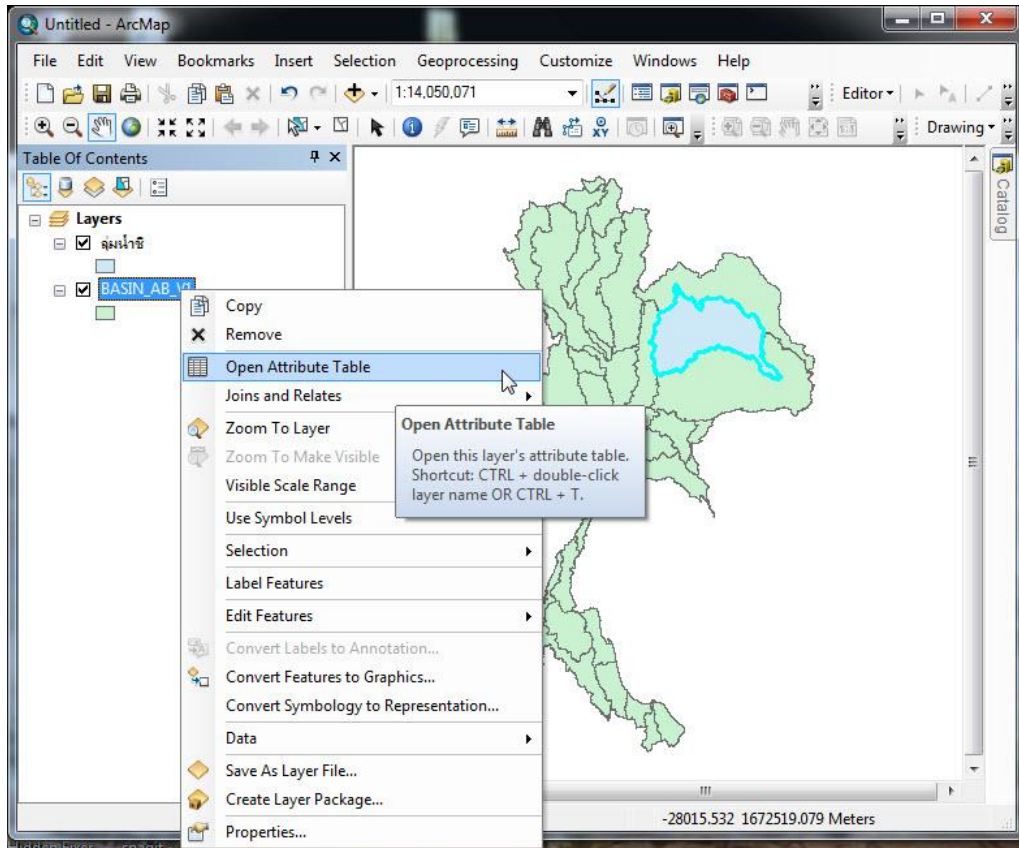 Untitled - ArcMap
File Edit View Bookmarks Insert Selection Geoprocessing Customize Windows Help
1:14,050,071
Editor
Drawing
Table Of Contents
Catalog
Layers
ลุ่มน้ำชี
BASIN_AB_V1
Copy
Remove
Open Attribute Table
Joins and Relates
Zoom To Layer
Zoom To Make Visible
Visible Scale Range
Use Symbol Levels
Selection
Label Features
Edit Features
Convert Labels to Annotation...
Convert Features to Graphics...
Convert Symbology to Representation...
Data
Save As Layer File...
Create Layer Package...
Properties...
Open Attribute Table
Open this layer's attribute table.
Shortcut: CTRL + double-click
layer name OR CTRL + T.
-28015.532 1672519.079 Meters